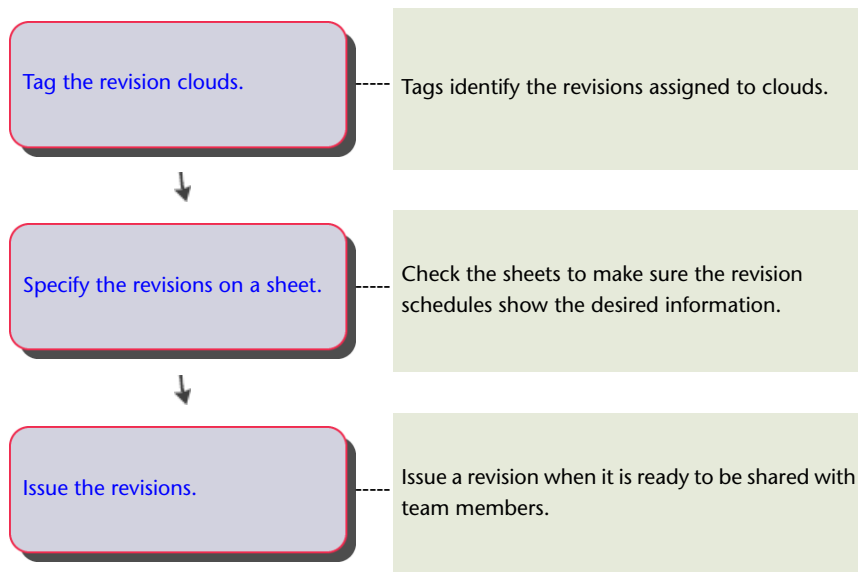 Tag the revision clouds.
Tags identify the revisions assigned to clouds.
Specify the revisions on a sheet.
Check the sheets to make sure the revision
schedules show the desired information.
Issue the revisions.
Issue a revision when it is ready to be shared with
team members.